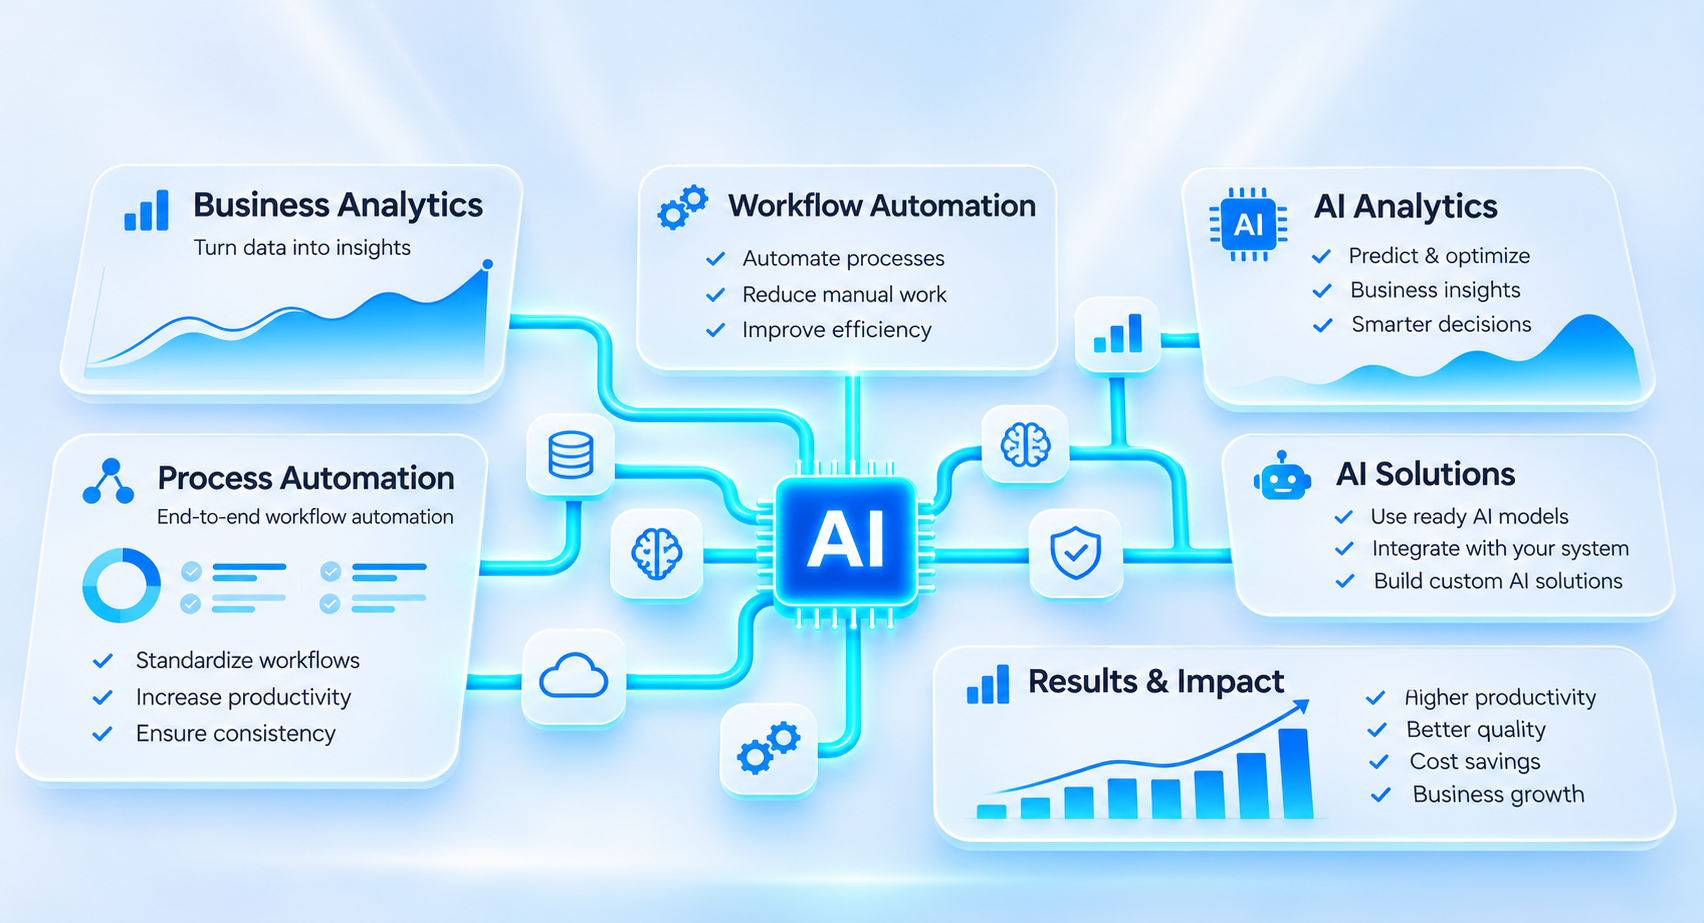 Business Analytics
Turn data into insights
Workflow Automation
Automate processes
Reduce manual work
Improve efficiency
AI
AI Analytics
Predict & optimize
Business insights
Smarter decisions
Process Automation
End-to-end workflow automation
Standardize workflows
Increase productivity
Ensure consistency
AI
AI Solutions
Use ready AI models
Integrate with your system
Build custom AI solutions
Results & Impact
Higher productivity
Better quality
Cost savings
Business growth